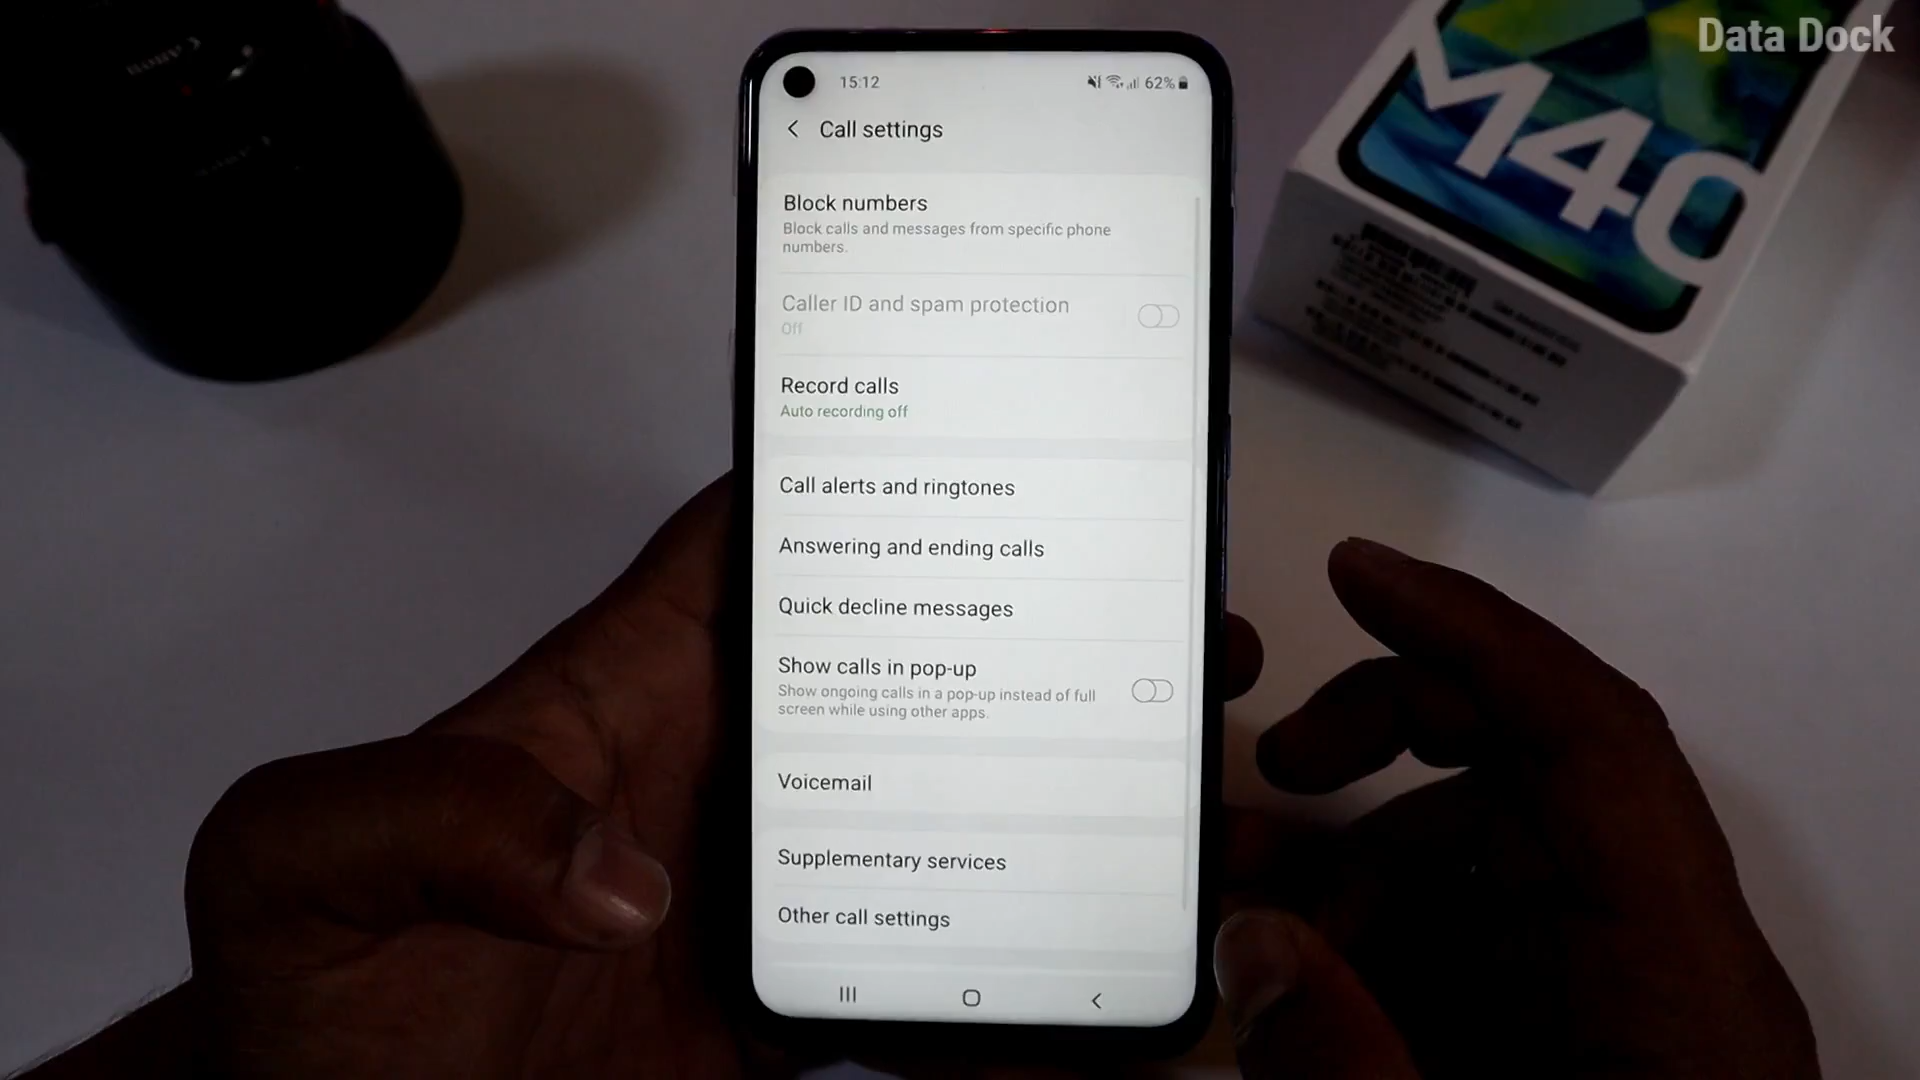 Data Dock
M40
15:12
62%
Call settings
Block numbers
Block calls and messages from specific phone
numbers.
Caller ID and spam protection
Off
Record calls
Auto recording off
Call alerts and ringtones
Answering and ending calls
Quick decline messages
Show calls in pop-up
Show ongoing calls in a pop-up instead of full
screen while using other apps.
Voicemail
Supplementary services
Other call settings